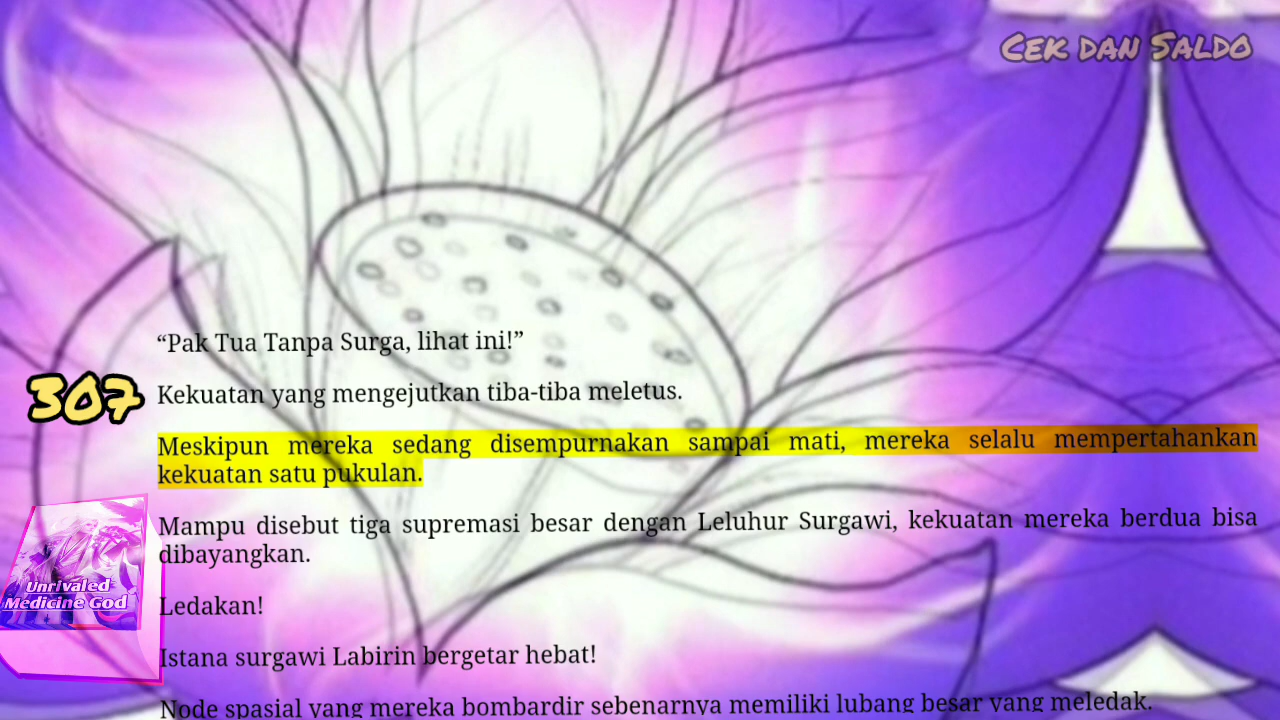 Cek dan Saldo
“Pak Tua Tanpa Surga, lihat ini!”
307
Kekuatan yang mengejutkan tiba-tiba meletus.
Meskipun mereka sedang disempurnakan sampai mati, mereka selalu mempertahankan
kekuatan satu pukulan.
Mampu disebut tiga supremasi besar dengan Leluhur Surgawi, kekuatan mereka berdua bisa
dibayangkan.
Unrivaled
Medicine God
Ledakan!
Istana surgawi Labirin bergetar hebat!
Node spasial yang mereka bombardir sebenarnya memiliki lubang besar yang meledak.